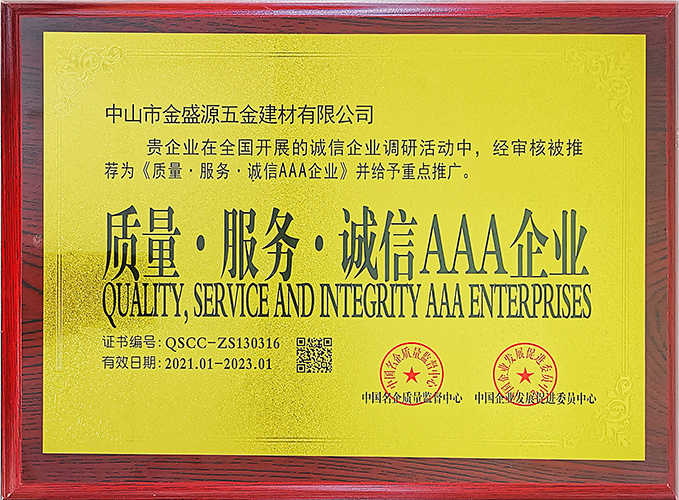 中山市金盛源五金建材有限公司
贵企业在全国开展的诚信企业调研活动中，经审核被推
荐为《质量·服务·诚信AAA企业》并给予重点推广。
质量·服务·诚信AAA企业
QUALITY, SERVICE AND INTEGRITY AAA ENTERPRISES
证书编号：QSCC-ZS130316
有效日期：2021.01-2023.01
中国名企质量监督中心
中国企业发展促进委员中心
中国名企质量监督中心
中国企业发展促进委员中心